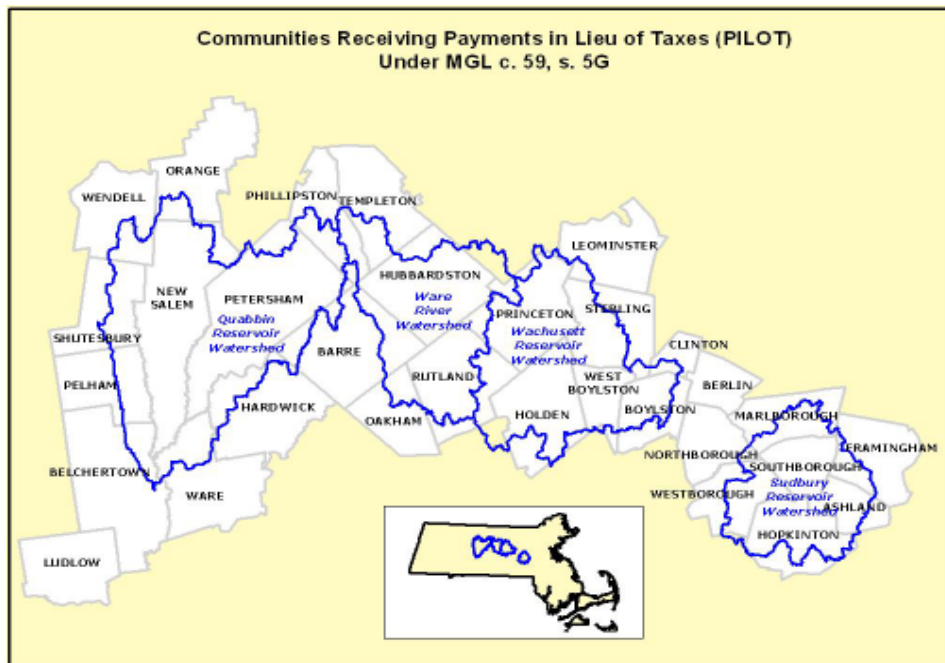 Communities Receiving Payments in Lieu of Taxes (PILOT)
Under MGL c. 59, s. 5G
ORANGE
WENDELL
PHILLIPSTON
TEMPLETON
LEOMINSTER
HUBBARDSTON
NEW
SALEM
PETERSHAM
Quabbin
Reservoir
Watershed
Ware
River
Watershed
PRINCETON
STERLING
Wachusett
Reservoir
Watershed
SHUTESBURY
BARRE
CLINTON
PELHAM
RUTLAND
WEST
BOYLSTON
BERLIN
HARDWICK
OAKHAM
HOLDEN
BOYLSTON
MARLBOROUGH
FRAMINGHAM
NORTHBOROUGH
BELCHERTOWN
SOUTHBOROUGH
WARE
WESTBOROUGH
Sudbury
Reservoir
Watershed
ASHLAND
HOPKINTON
LUDLOW